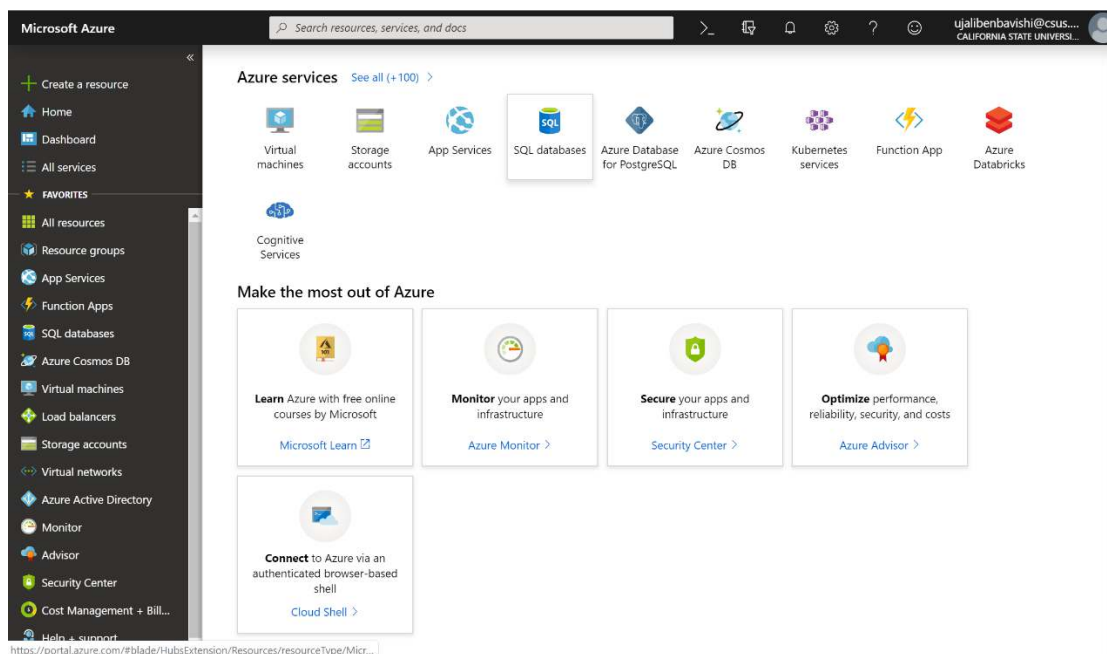 Microsoft Azure
Search resources, services, and docs
ujalibenbavishi@csus....
CALIFORNIA STATE UNIVERSI...
«
Create a resource
Home
Dashboard
All services
FAVORITES
All resources
Resource groups
App Services
Function Apps
SQL databases
Azure Cosmos DB
Virtual machines
Load balancers
Storage accounts
Virtual networks
Azure Active Directory
Monitor
Advisor
Security Center
Cost Management + Bill...
Help + support
Azure services See all (+100) >
Virtual
machines
Storage
accounts
App Services
SQL
SQL databases
Azure Database
for PostgreSQL
Azure Cosmos
DB
Kubernetes
services
Function App
Azure
Databricks
Cognitive
Services
Make the most out of Azure
Learn Azure with free online
courses by Microsoft
Microsoft Learn
Monitor your apps and
infrastructure
Azure Monitor >
Secure your apps and
infrastructure
Security Center >
Optimize performance,
reliability, security, and costs
Azure Advisor >
Connect to Azure via an
authenticated browser-based
shell
Cloud Shell >
https://portal.azure.com/#blade/HubsExtension/Resources/resourceType/Micr...